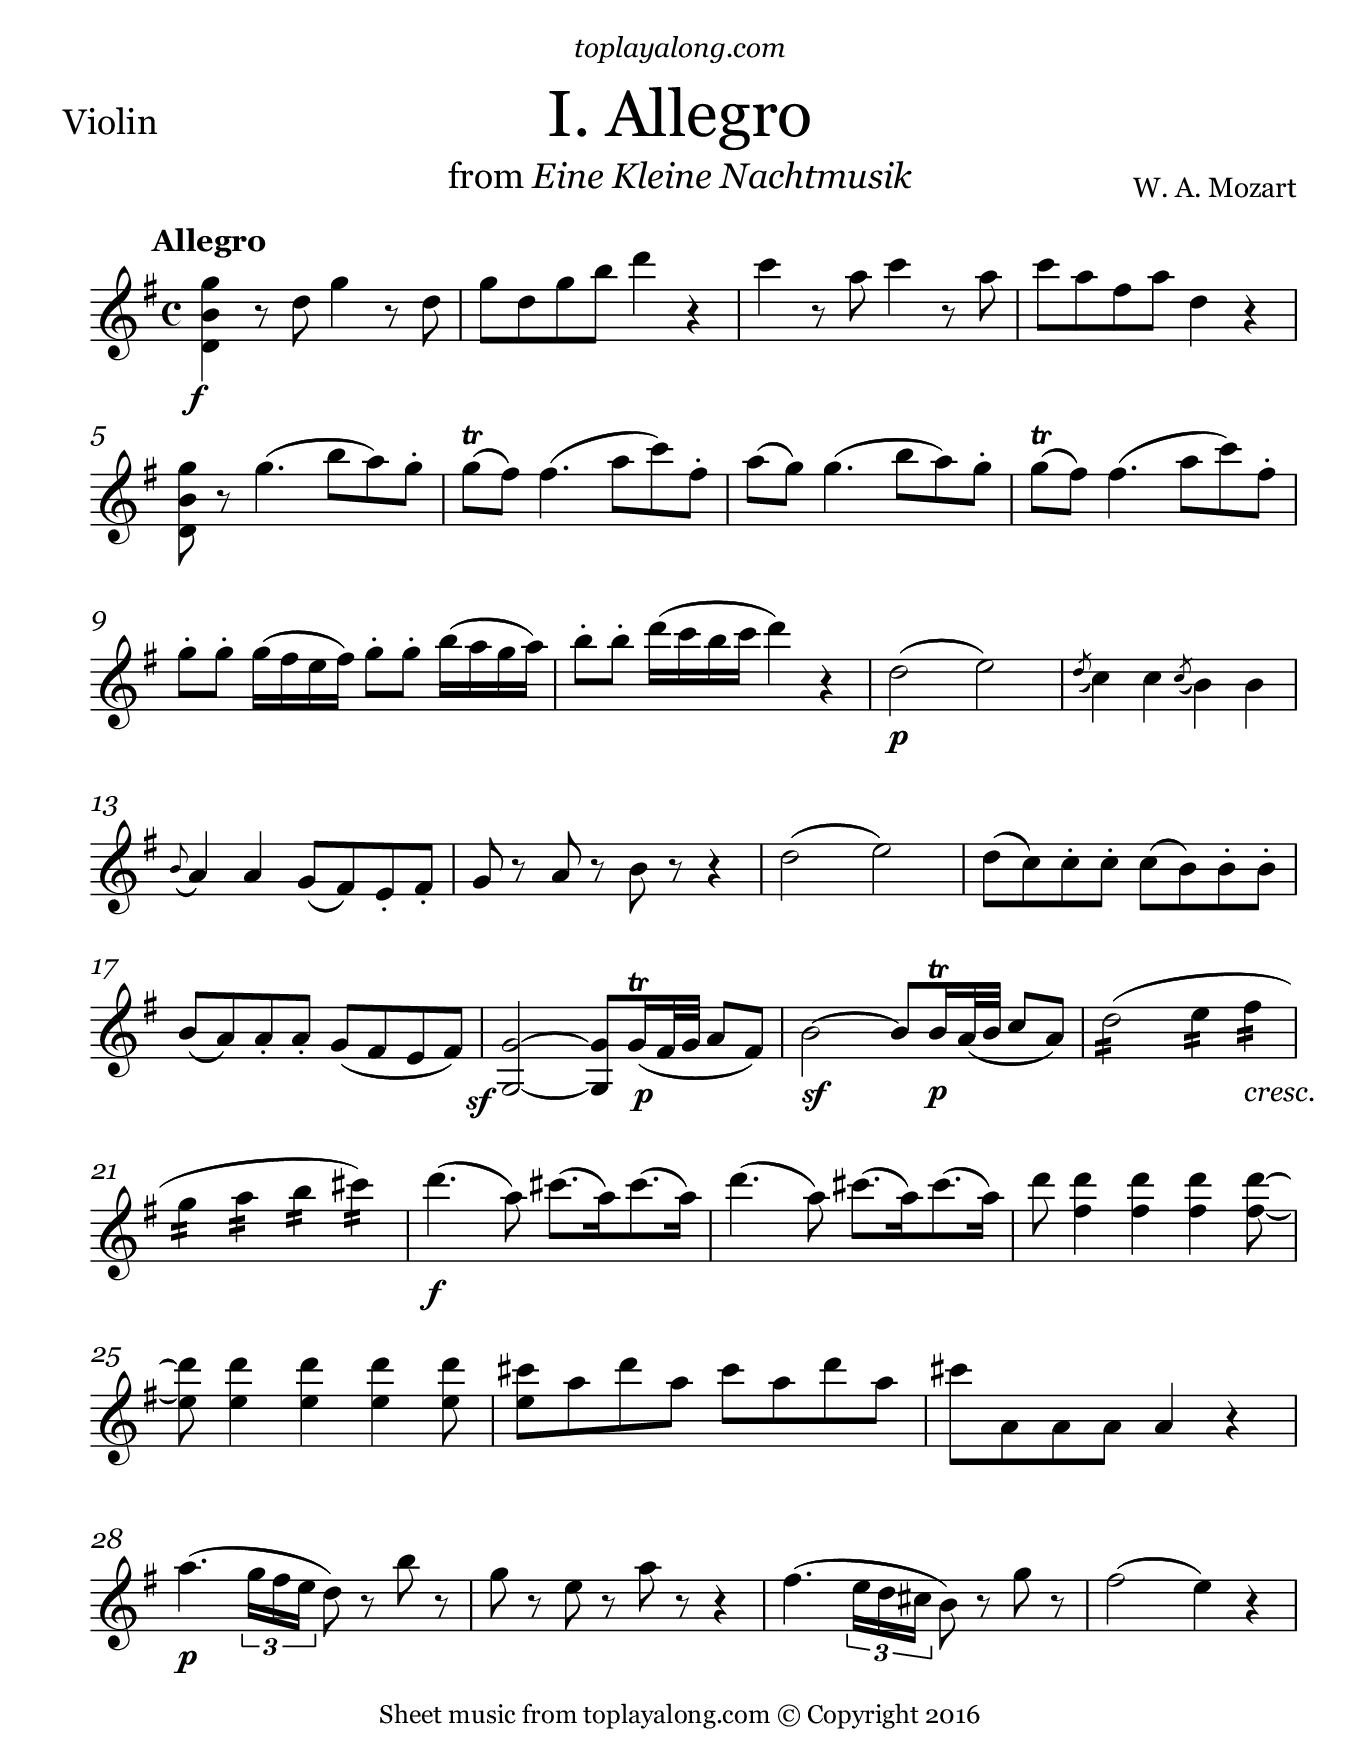 toplayalong.com
Violin
I. Allegro
from Eine Kleine Nachtmusik
W. A. Mozart
Allegro
f
5
tr tr
9
p
13
17
tr tr
sf p sf p cresc.
21
f
25
28
3 3
p
Sheet music from toplayalong.com © Copyright 2016